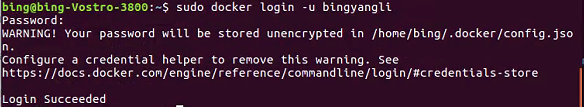 bing@bing-Vostro-3800:~$ sudo docker login -u bingyangli
Password:
WARNING! Your password will be stored unencrypted in /home/bing/.docker/config.jso
n.
Configure a credential helper to remove this warning. See
https://docs.docker.com/engine/reference/commandline/login/#credentials-store
Login Succeeded